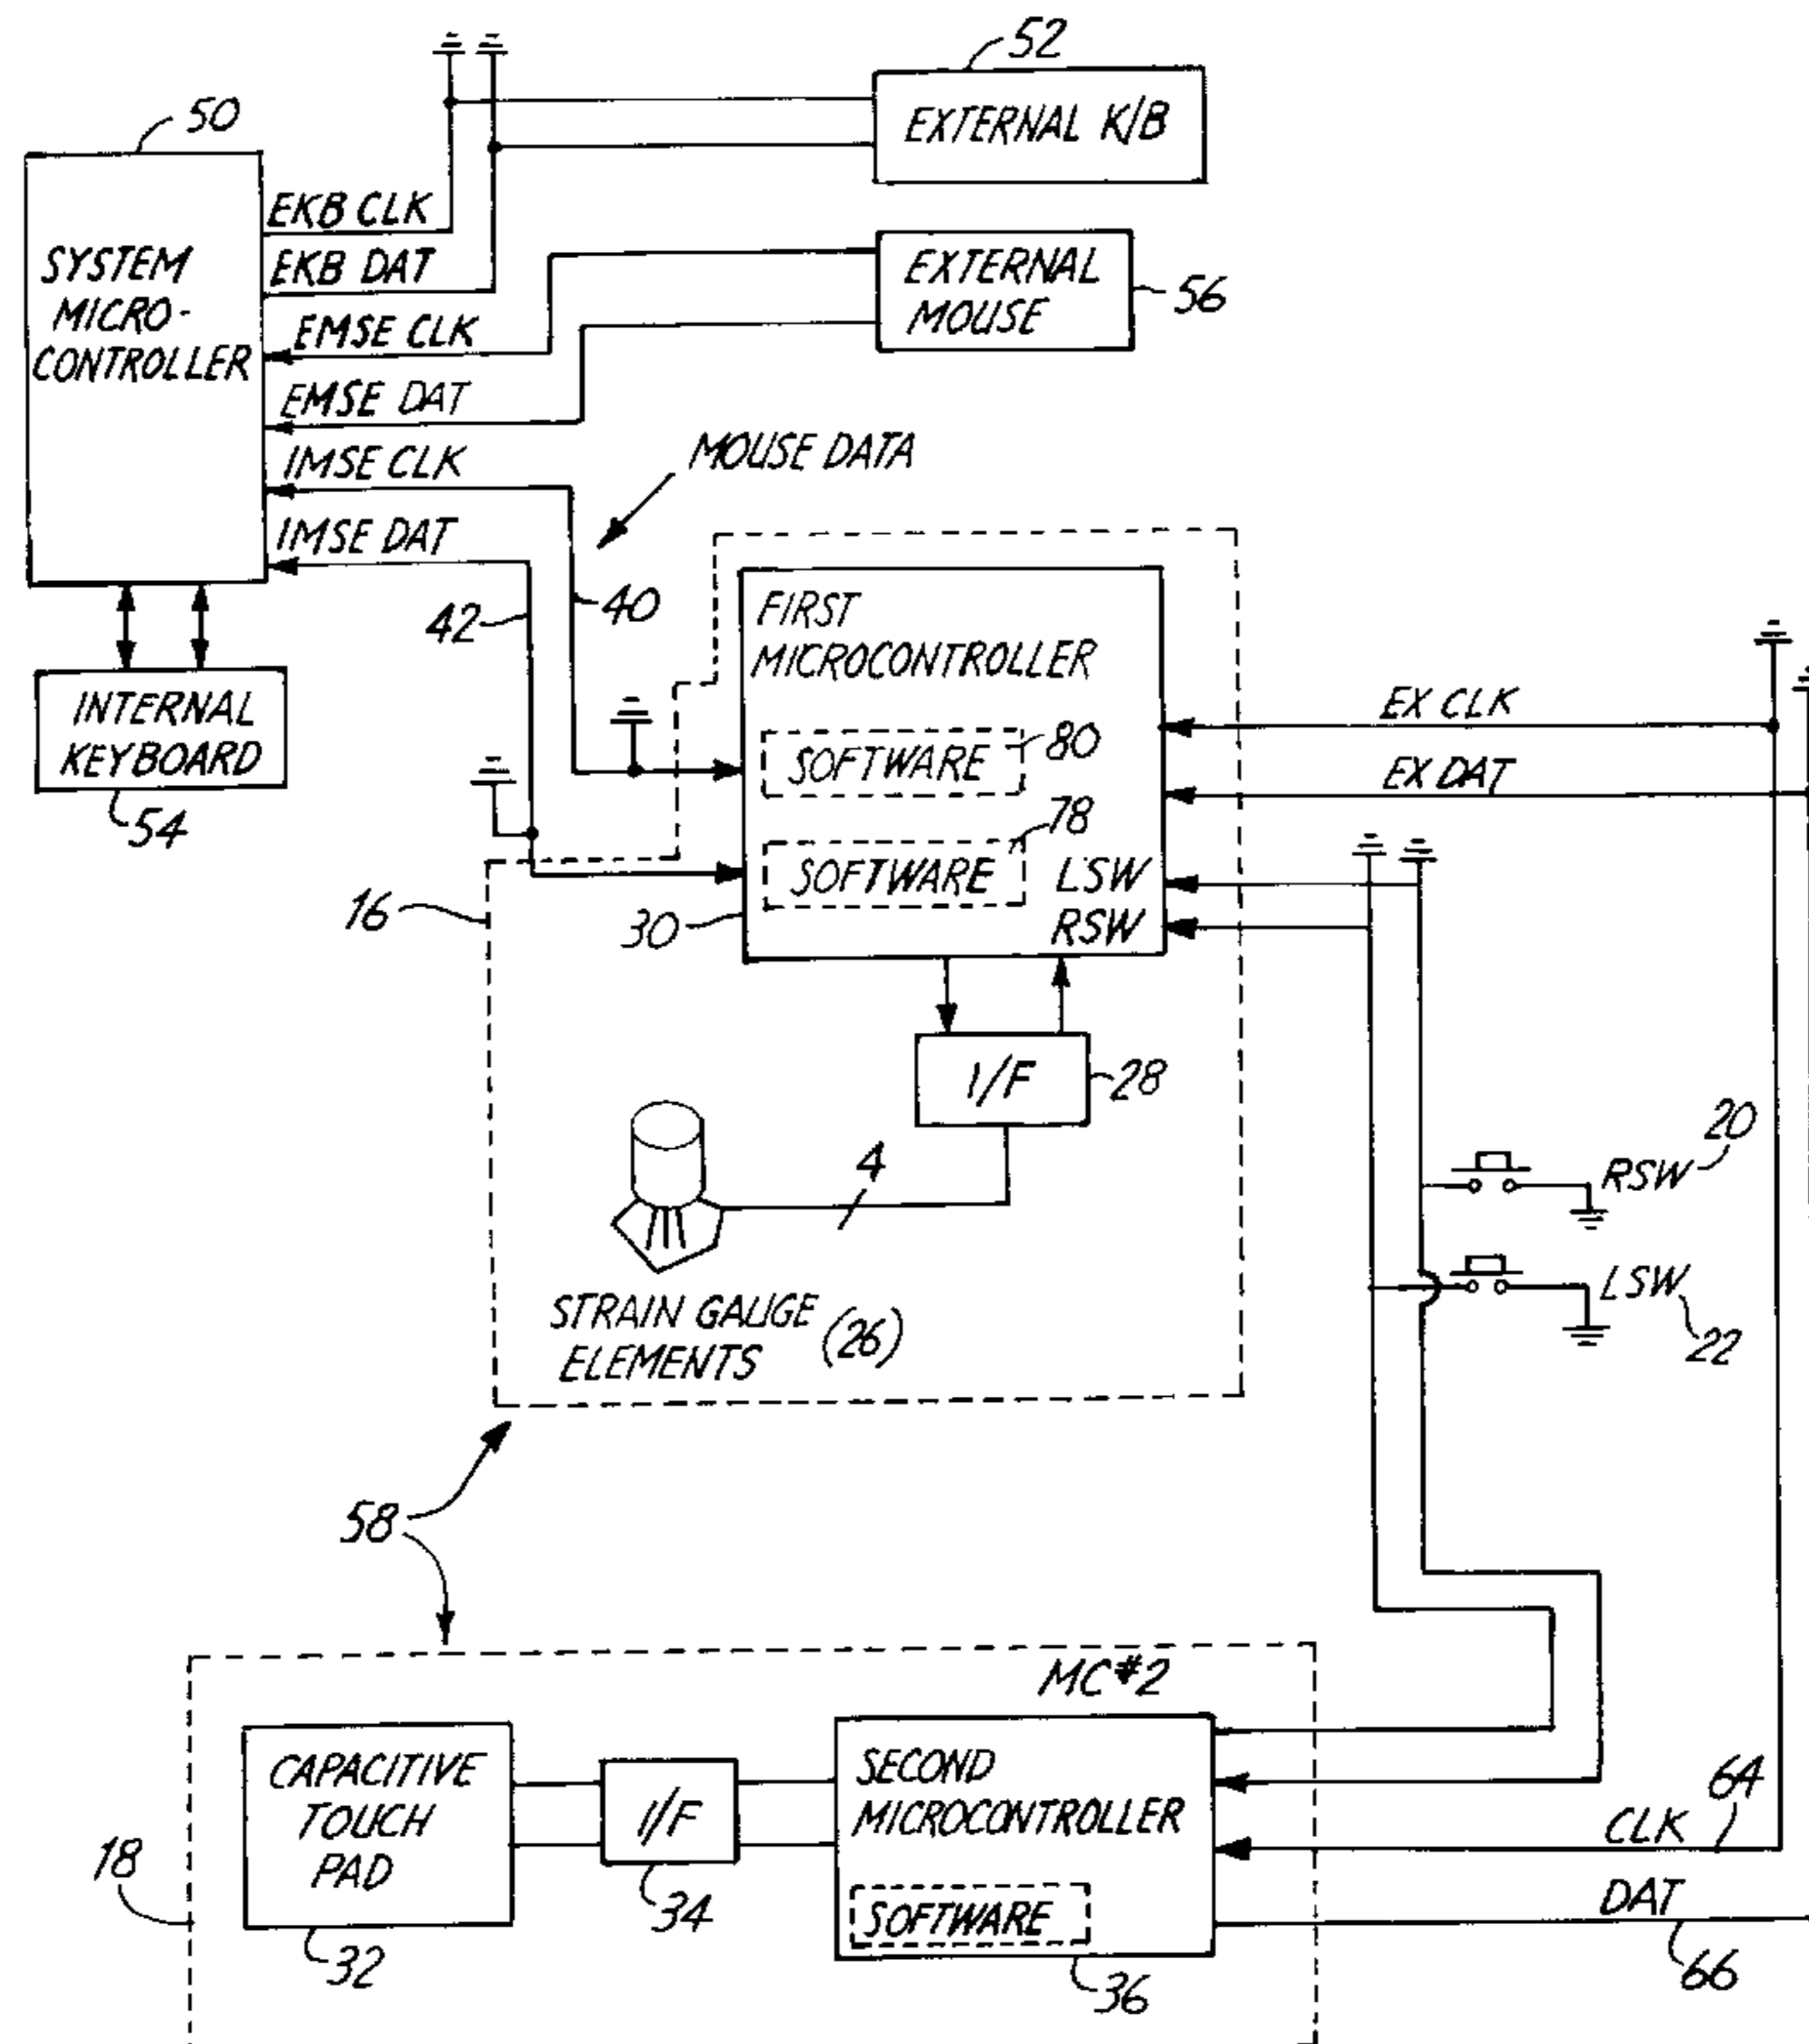 52
EXTERNAL K/B
50
SYSTEM
MICRO-
CONTROLLER
EKB CLK
EKB DAT
EMSE CLK
EMSE DAT
IMSE CLK
IMSE DAT
EXTERNAL
MOUSE
56
MOUSE DATA
42
40
INTERNAL
KEYBOARD
54
FIRST
MICROCONTROLLER
SOFTWARE
80
SOFTWARE
78
LSW
RSW
30
16
EX CLK
EX DAT
I/F
28
4
STRAIN GAUGE
ELEMENTS
(26)
RSW
20
LSW
22
58
MC#2
CAPACITIVE
TOUCH
PAD
32
I/F
34
SECOND
MICROCONTROLLER
SOFTWARE
36
18
CLK
64
DAT
66